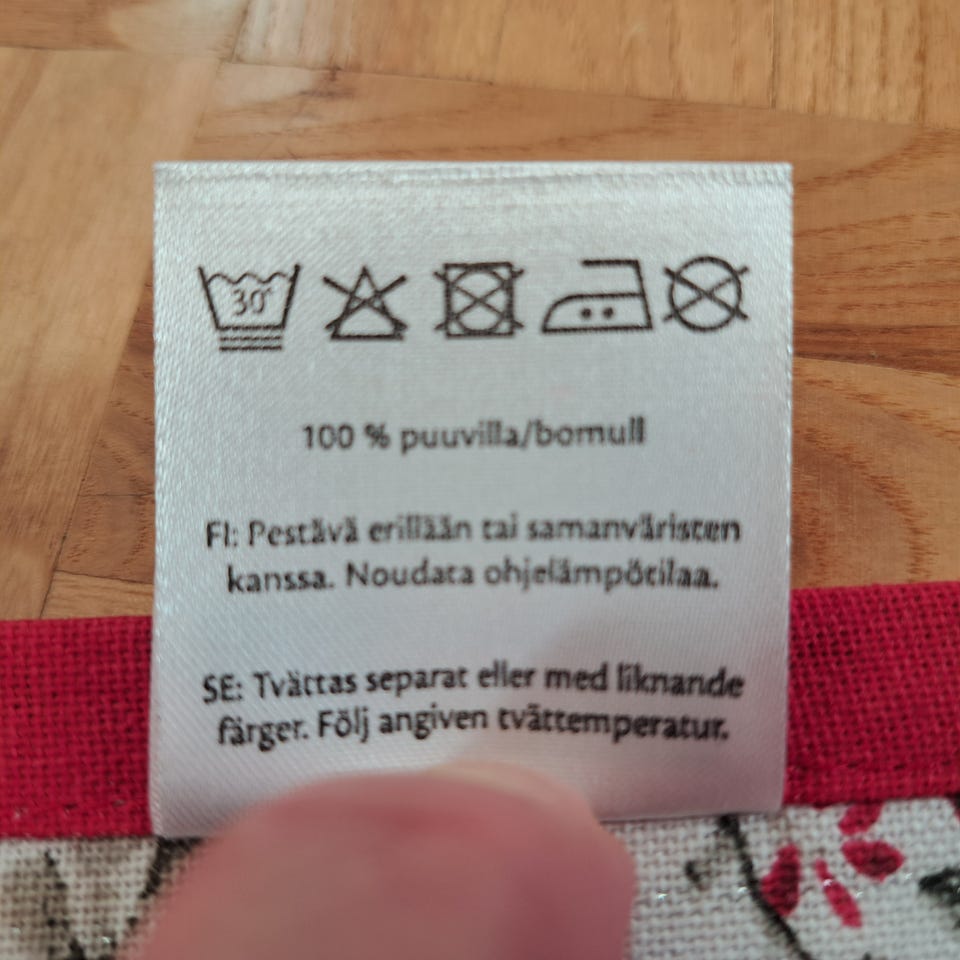 30°
100 % puuvilla/bomull
FI: Pestävä erillään tai samanväristen
kanssa. Noudata ohjelämpötilaa.
SE: Tvättas separat eller med liknande
färger. Följ angiven tvättemperatur.